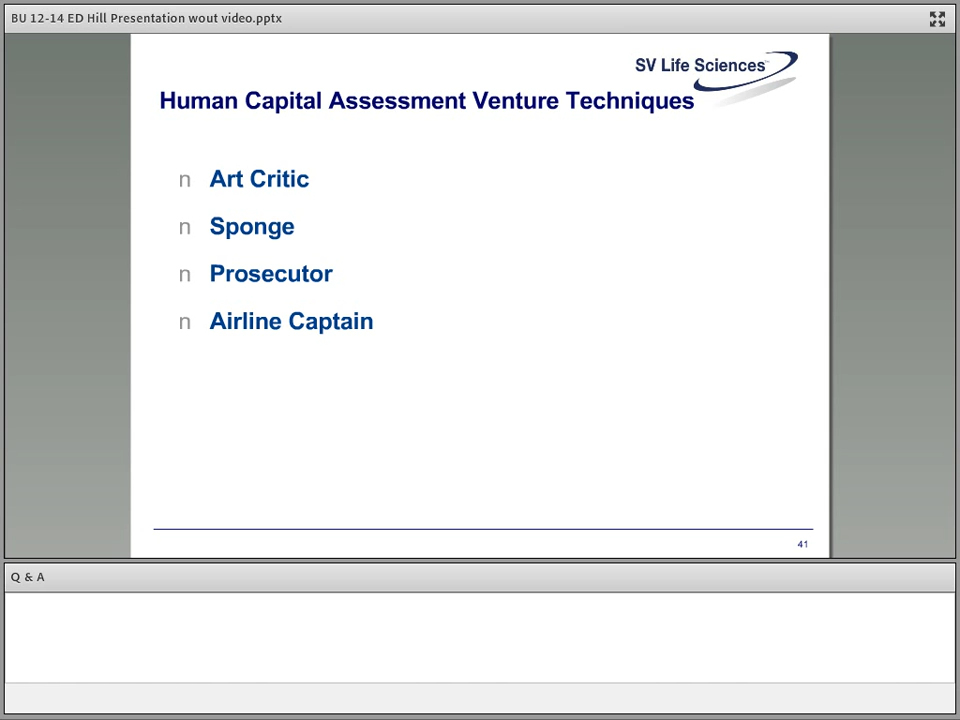 BU 12-14 ED Hill Presentation wout video.pptx
SV Life Sciences™
Human Capital Assessment Venture Techniques
n Art Critic
n Sponge
n Prosecutor
n Airline Captain
41
Q & A